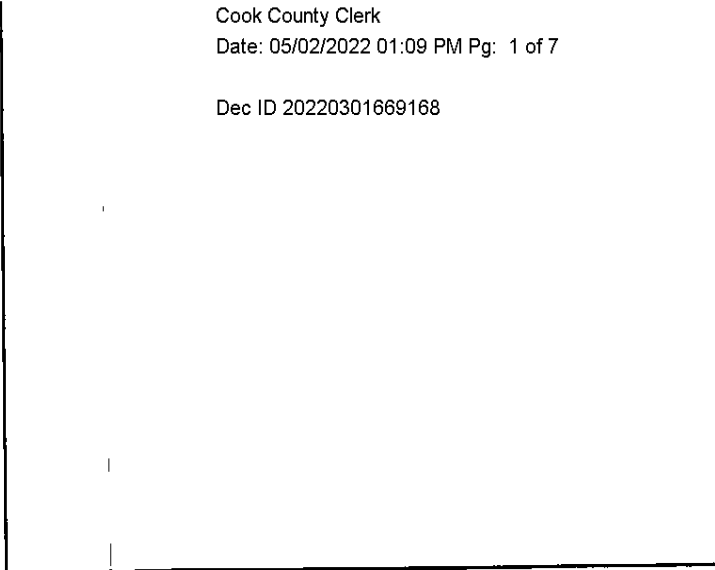 Cook County Clerk
Date: 05/02/2022 01:09 PM Pg: 1 of 7
Dec ID 20220301669168